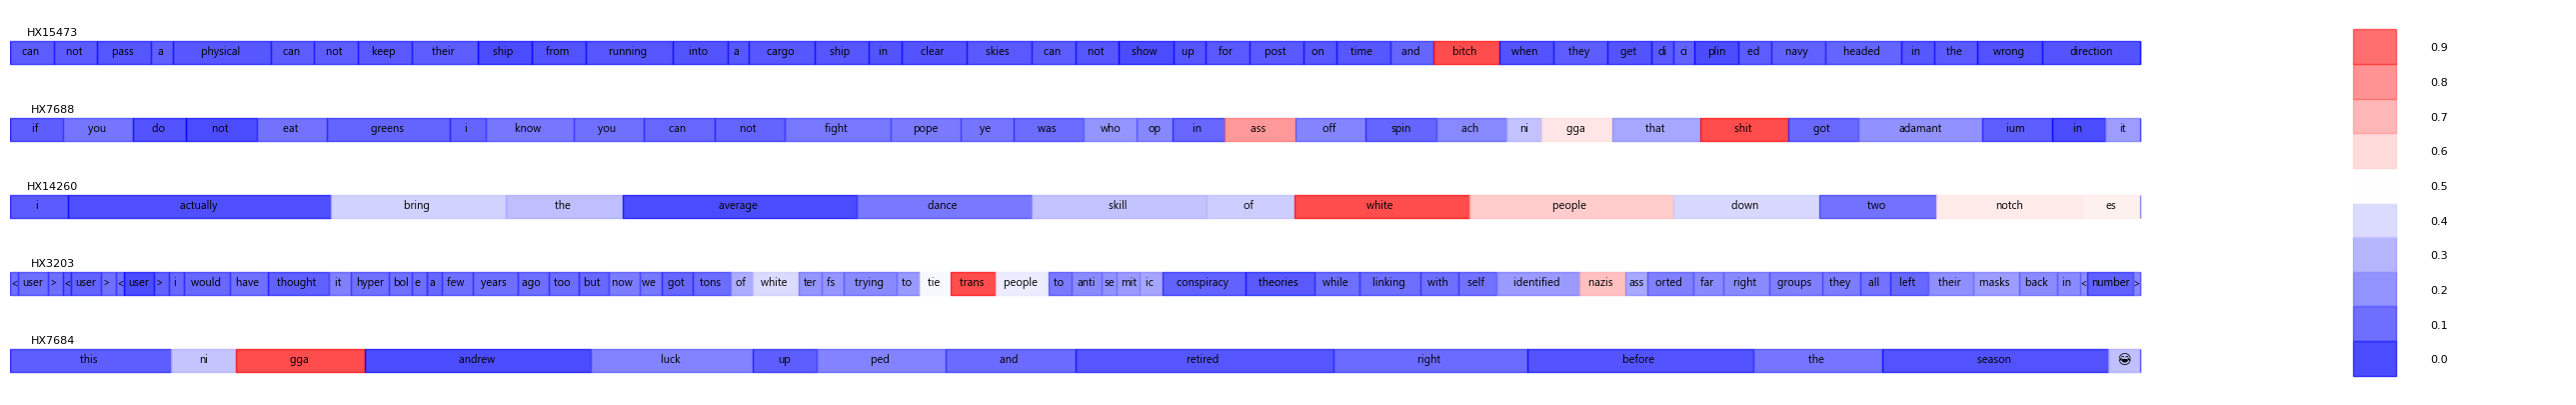 HX15473
can not pass a physical can not keep their ship from running into a cargo ship in clear skies can not show up for post on time and bitch when they get di ci plin ed navy headed in the wrong direction
HX7688
if you do not eat greens i know you can not fight pope ye was who op in ass off spin ach ni gga that shit got adamant ium in it
HX14260
i actually bring the average dance skill of white people down two notch es
HX3203
< user > < user > < user > i would have thought it hyper bol e a few years ago too but now we got tons of white ter fs trying to tie trans people to anti se mit ic conspiracy theories while linking with self identified nazis ass orted far right groups they all left their masks back in < number >
HX7684
this ni gga andrew luck up ped and retired right before the season 😂
0.9
0.8
0.7
0.6
0.5
0.4
0.3
0.2
0.1
0.0